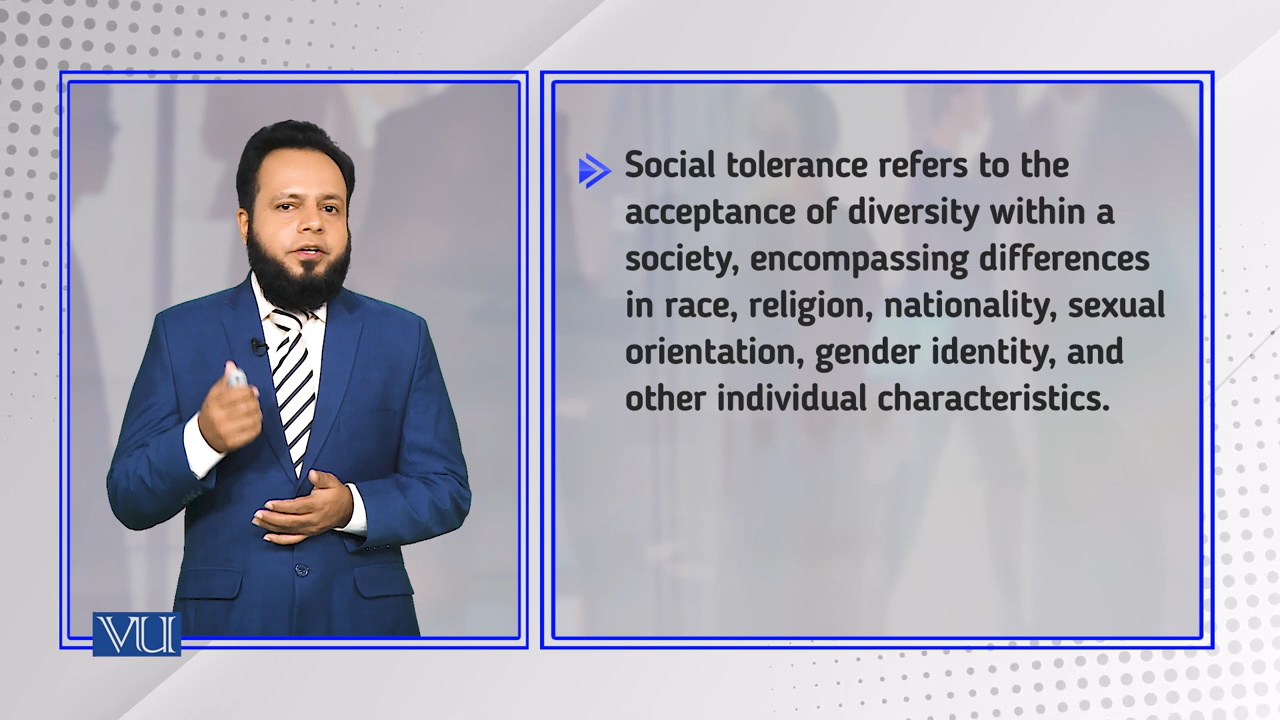 Social tolerance refers to the
acceptance of diversity within a
society, encompassing differences
in race, religion, nationality, sexual
orientation, gender identity, and
other individual characteristics.
VU